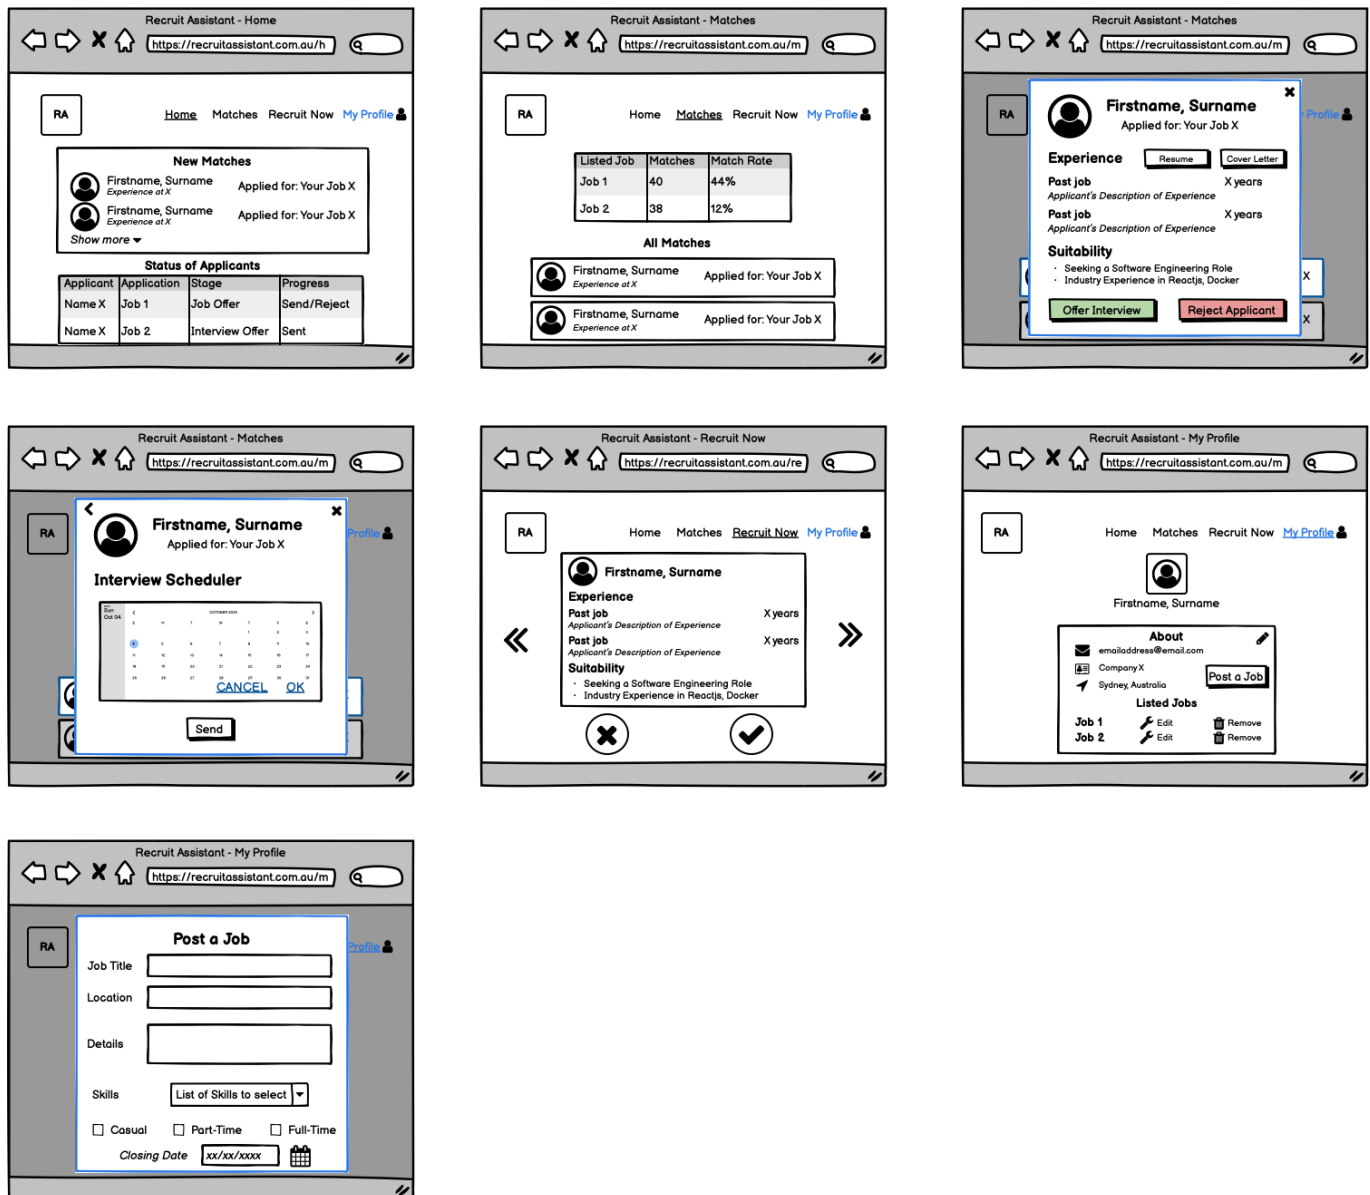 Recruit Assistant - Home
https://recruitassistant.com.au/h
RA
Home Matches Recruit Now My Profile
New Matches
Firstname, Surname
Experience at X
Applied for: Your Job X
Firstname, Surname
Experience at X
Applied for: Your Job X
Show more
Status of Applicants
Applicant Application Stage Progress
Name X Job 1 Job Offer Send/Reject
Name X Job 2 Interview Offer Sent
Recruit Assistant - Matches
https://recruitassistant.com.au/m
RA
Home Matches Recruit Now My Profile
Listed Job Matches Match Rate
Job 1 40 44%
Job 2 38 12%
All Matches
Firstname, Surname
Experience at X
Applied for: Your Job X
Firstname, Surname
Experience at X
Applied for: Your Job X
Recruit Assistant - Matches
https://recruitassistant.com.au/m
RA
Profile
Firstname, Surname
Applied for: Your Job X
Experience Resume Cover Letter
Past job X years
Applicant's Description of Experience
Past job X years
Applicant's Description of Experience
Suitability
· Seeking a Software Engineering Role
· Industry Experience in Reactjs, Docker
Offer Interview Reject Applicant
X
X
Recruit Assistant - Matches
https://recruitassistant.com.au/m
RA
Profile
Firstname, Surname
Applied for: Your Job X
Interview Scheduler
Sun
Oct 04
OCTOBER 2020
CANCEL OK
Send
Recruit Assistant - Recruit Now
https://recruitassistant.com.au/re
RA
Home Matches Recruit Now My Profile
Firstname, Surname
Experience
Past job X years
Applicant's Description of Experience
Past job X years
Applicant's Description of Experience
Suitability
· Seeking a Software Engineering Role
· Industry Experience in Reactjs, Docker
Recruit Assistant - My Profile
https://recruitassistant.com.au/m
RA
Home Matches Recruit Now My Profile
Firstname, Surname
About
emailaddress@email.com
Company X
Sydney, Australia
Post a Job
Listed Jobs
Job 1 Edit Remove
Job 2 Edit Remove
Recruit Assistant - My Profile
https://recruitassistant.com.au/m
RA
Profile
Post a Job
Job Title
Location
Details
Skills List of Skills to select
Casual Part-Time Full-Time
Closing Date xx/xx/xxxx